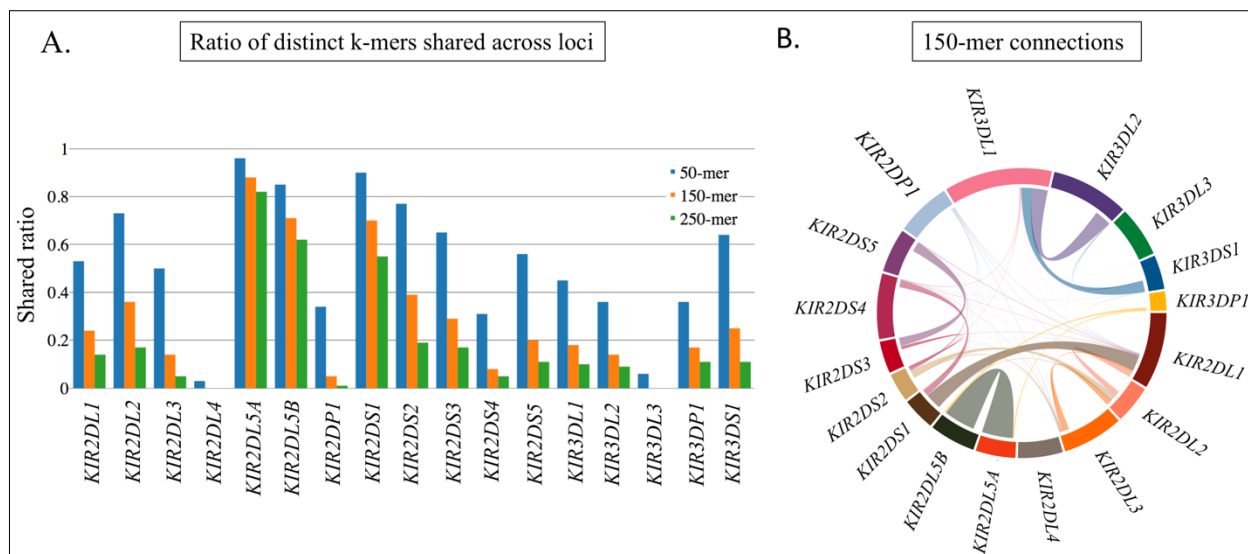 A.
Ratio of distinct k-mers shared across loci
Shared ratio
1
0.8
0.6
0.4
0.2
0
50-mer
150-mer
250-mer
KIR2DL1
KIR2DL2
KIR2DL3
KIR2DL4
KIR2DL5A
KIR2DL5B
KIR2DP1
KIR2DS1
KIR2DS2
KIR2DS3
KIR2DS4
KIR2DS5
KIR3DL1
KIR3DL2
KIR3DL3
KIR3DP1
KIR3DS1
B.
150-mer connections
KIR3DL1
KIR3DL2
KIR3DL3
KIR3DS1
KIR3DP1
KIR2DL1
KIR2DL2
KIR2DL3
KIR2DL4
KIR2DL5A
KIR2DL5B
KIR2DS1
KIR2DS2
KIR2DS3
KIR2DS4
KIR2DS5
KIR2DP1